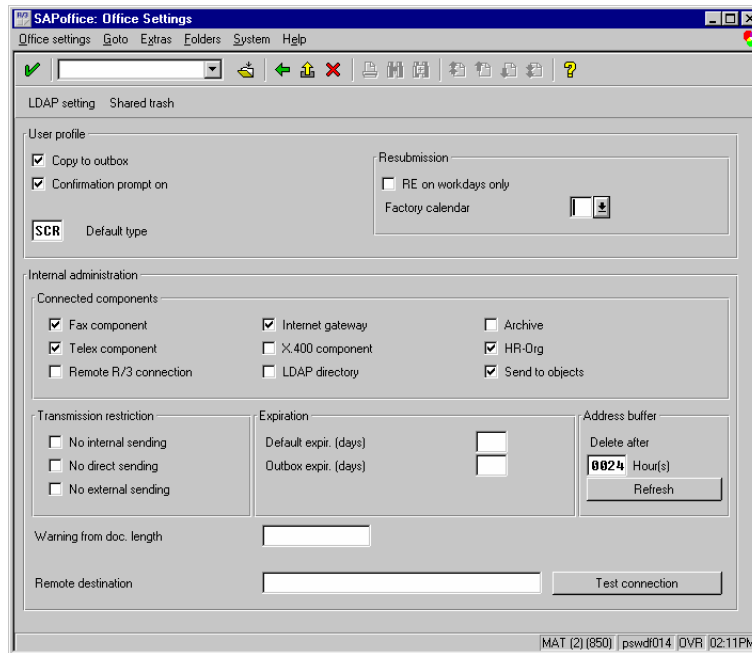 R/3 SAPoffice: Office Settings
Office settings Goto Extras Folders System Help
LDAP setting Shared trash
User profile
Copy to outbox
Resubmission
Confirmation prompt on
RE on workdays only
Factory calendar
SCR Default type
Internal administration
Connected components
Fax component Internet gateway Archive
Telex component X.400 component HR-Org
Remote R/3 connection LDAP directory Send to objects
Transmission restriction Expiration Address buffer
No internal sending Default expir. (days) Delete after
No direct sending Outbox expir. (days) 0024 Hour(s)
No external sending Refresh
Warning from doc. length
Remote destination Test connection
MAT (2) (850) pswdf014 OVR 02:11PM